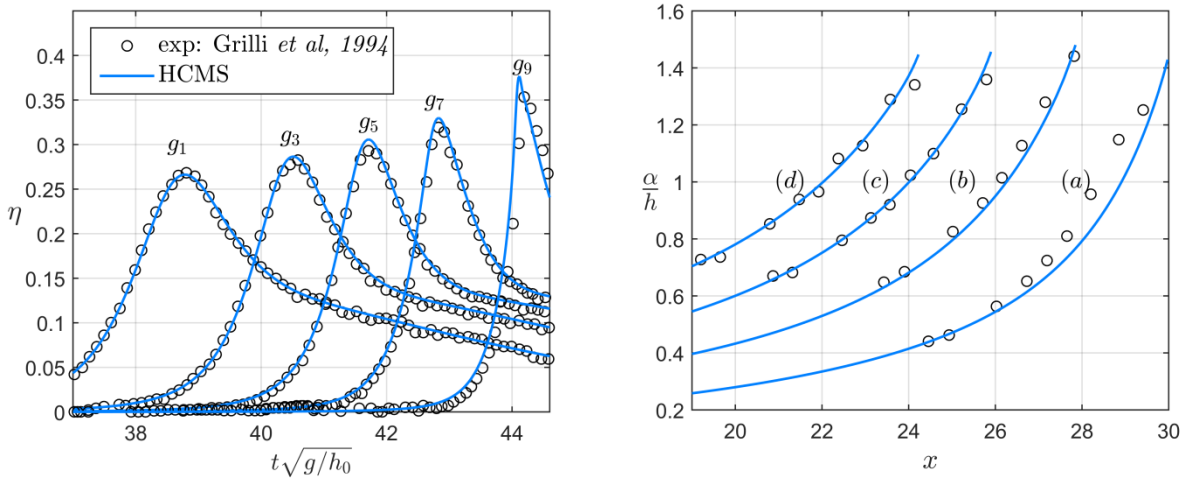 exp: Grilli et al, 1994
HCMS
g1
g3
g5
g7
g9
η
0.4
0.35
0.3
0.25
0.2
0.15
0.1
0.05
0
38
40
42
44
t√g/h0
α/h
1.6
1.4
1.2
1
0.8
0.6
0.4
0.2
(d)
(c)
(b)
(a)
20
22
24
26
28
30
x